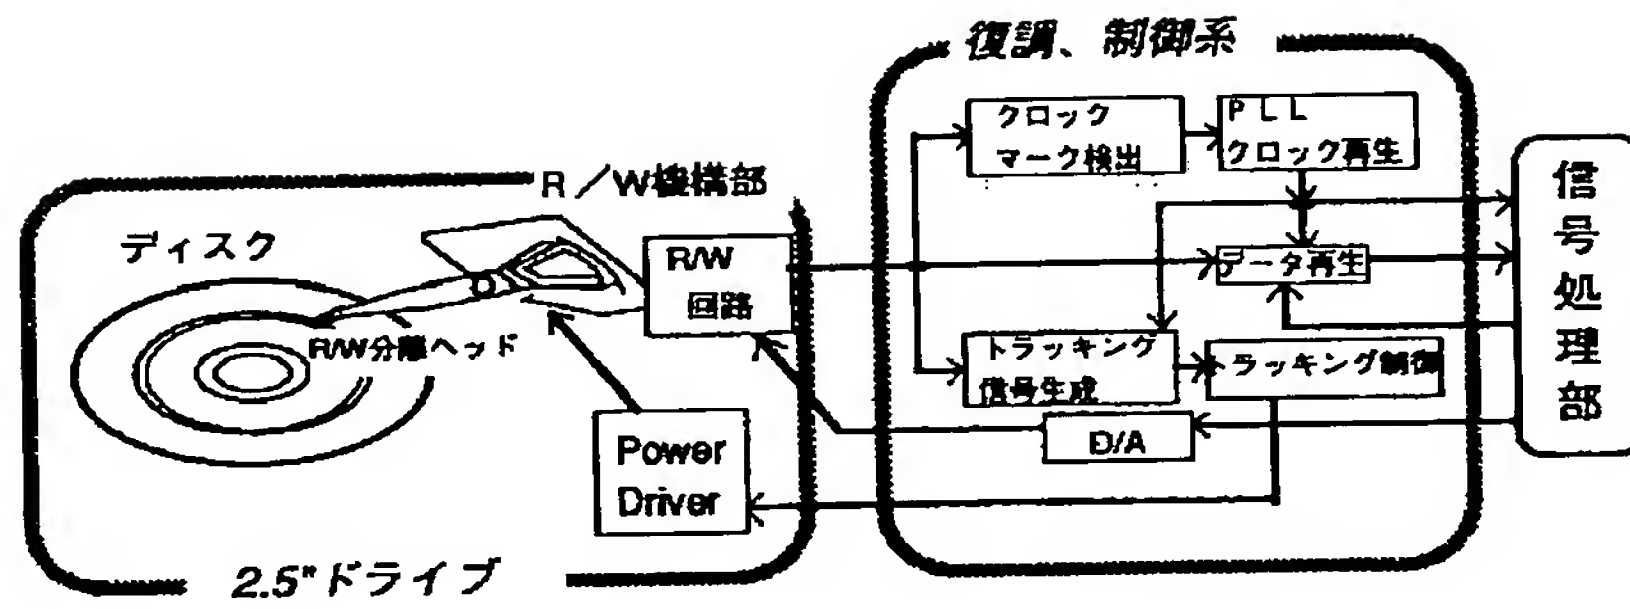 復調、制御系
クロック
マーク検出
PLL
クロック再生
R/W機構部
ディスク
R/W
回路
データ再生
信号処理部
R/W分離ヘッド
トラッキング
信号生成
トラッキング制御
D/A
Power
Driver
2.5"ドライブ